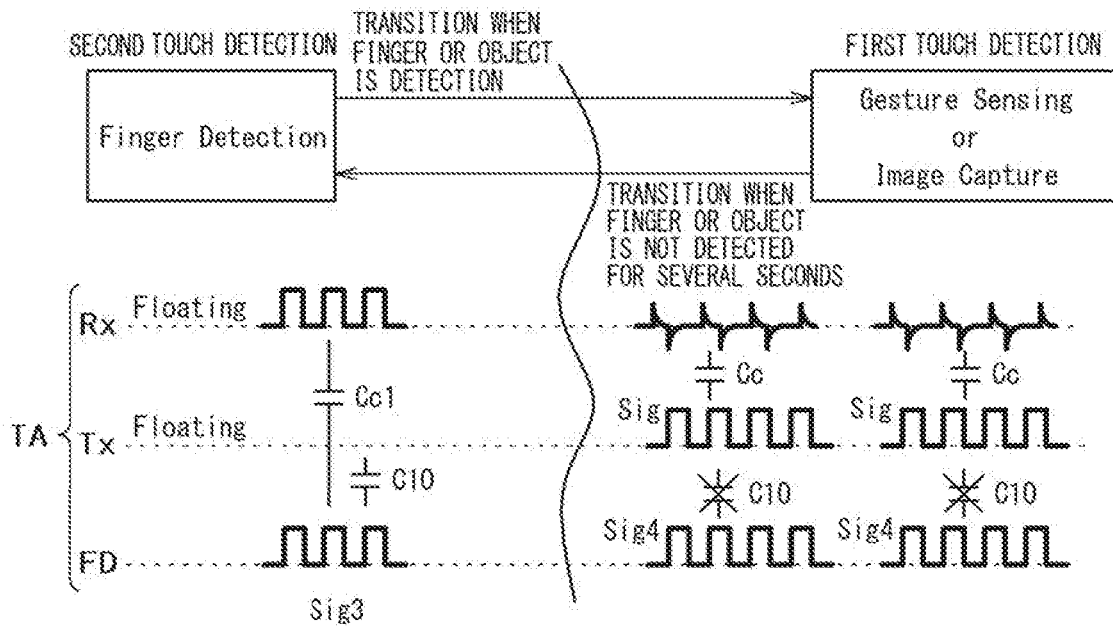 SECOND TOUCH DETECTION
TRANSITION WHEN
FINGER OR OBJECT
IS DETECTION
FIRST TOUCH DETECTION
Finger Detection
Gesture Sensing
or
Image Capture
TRANSITION WHEN
FINGER OR OBJECT
IS NOT DETECTED
FOR SEVERAL SECONDS
TA
Rx
Floating
Cc1
Cc
Cc
Tx
Floating
Sig
Sig
C10
C10
C10
FD
Sig4
Sig4
Sig3